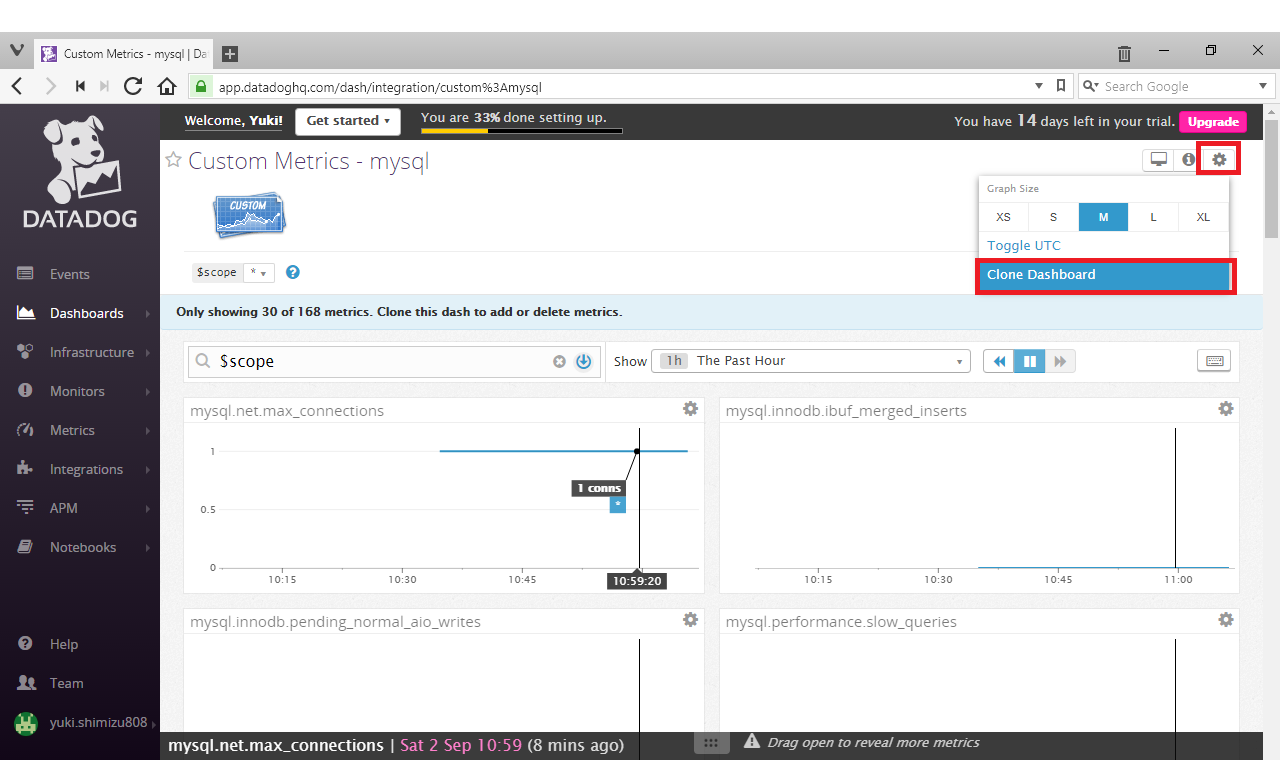 Custom Metrics - mysql | Da
app.datadoghq.com/dash/integration/custom%3Amysql
Search Google
DATADOG
Events
Dashboards
Infrastructure
Monitors
Metrics
Integrations
APM
Notebooks
Help
Team
yuki.shimizu808
Welcome, Yuki!
Get started
You are 33% done setting up.
You have 14 days left in your trial.
Upgrade
Custom Metrics - mysql
CUSTOM
Graph Size
XS S M L XL
Toggle UTC
Clone Dashboard
$scope *
?
Only showing 30 of 168 metrics. Clone this dash to add or delete metrics.
$scope
Show 1h The Past Hour
mysql.net.max_connections
1
0.5
0
1 conns
*
10:15 10:30 10:45
10:59:20
mysql.innodb.ibuf_merged_inserts
10:15 10:30 10:45 11:00
mysql.innodb.pending_normal_aio_writes
mysql.performance.slow_queries
mysql.net.max_connections | Sat 2 Sep 10:59 (8 mins ago)
Drag open to reveal more metrics